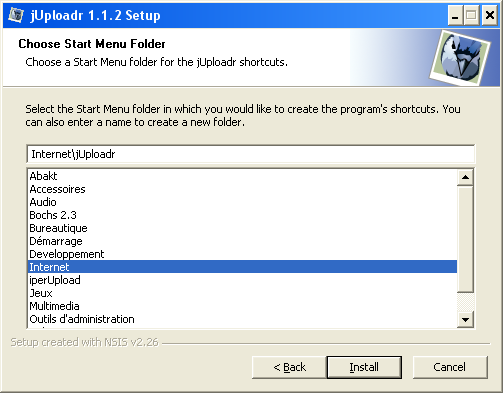 jUploadr 1.1.2 Setup
Choose Start Menu Folder
Choose a Start Menu folder for the jUploadr shortcuts.
Select the Start Menu folder in which you would like to create the program's shortcuts. You
can also enter a name to create a new folder.
Internet\jUploadr
Abakt
Accessoires
Audio
Bochs 2.3
Bureautique
Démarrage
Developpement
Internet
iperUpload
Jeux
Multimedia
Outils d'administration
Setup created with NSIS v2.26
< Back
Install
Cancel